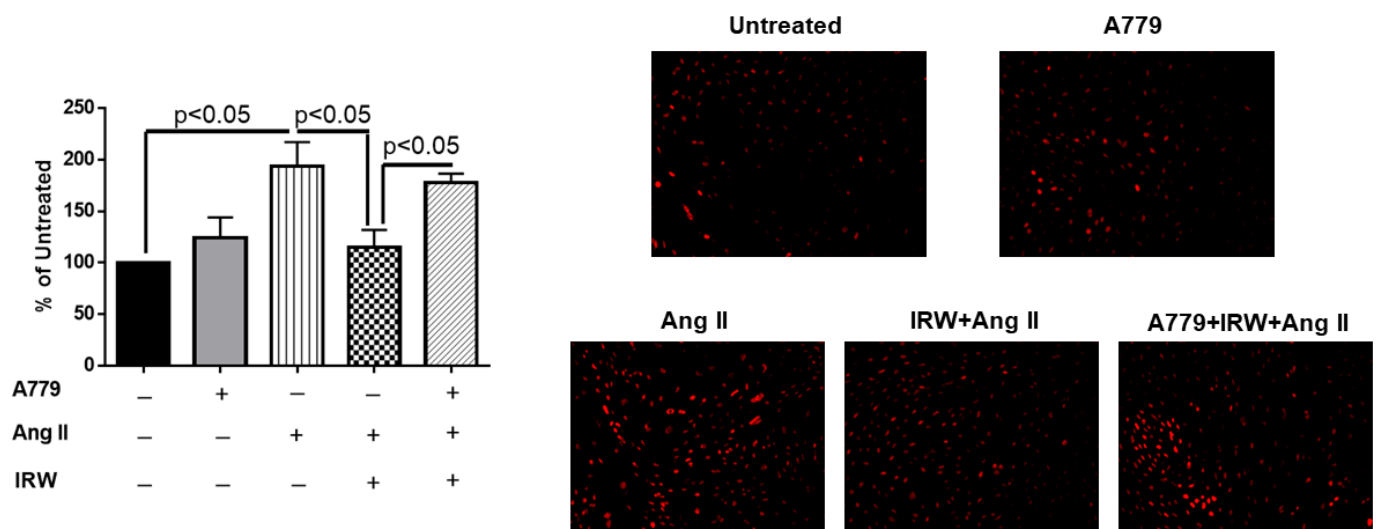 Untreated
A779
250
200
150
100
50
0
% of Untreated
p<0.05
p<0.05
p<0.05
A779 – + – – +
Ang II – – + + +
IRW – – – + +
Ang II
IRW+Ang II
A779+IRW+Ang II